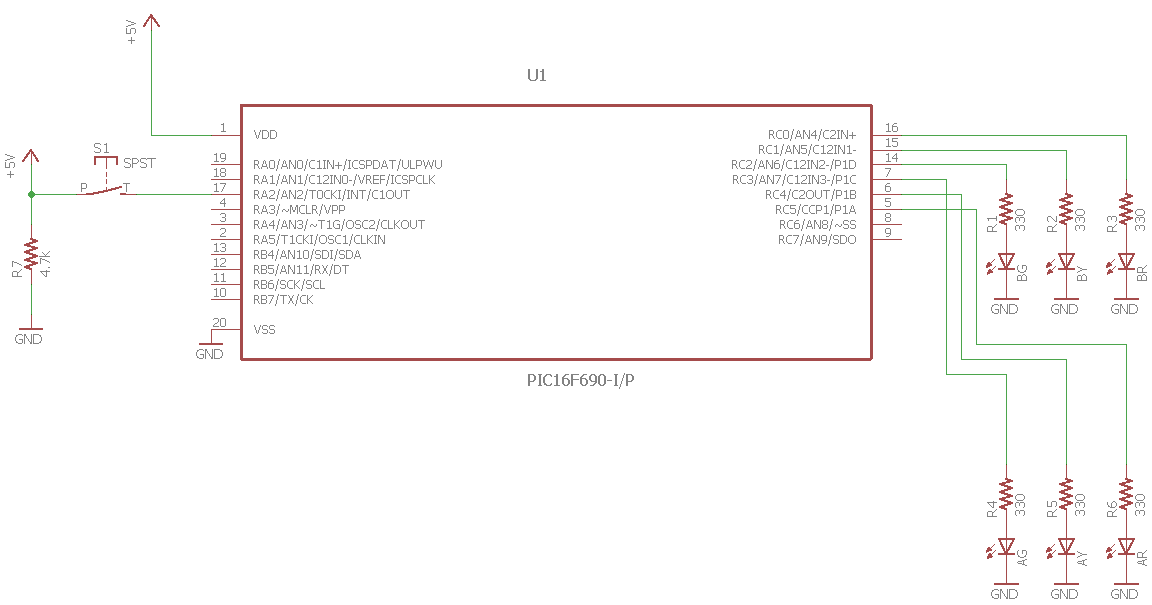 +5V
U1
1 VDD
19 RA0/AN0/C1IN+/ICSPDAT/ULPWU
18 RA1/AN1/C12IN0-/VREF/ICSPCLK
17 RA2/AN2/T0CKI/INT/C1OUT
4 RA3/~MCLR/VPP
3 RA4/AN3/~T1G/OSC2/CLKOUT
2 RA5/T1CKI/OSC1/CLKIN
13 RB4/AN10/SDI/SDA
12 RB5/AN11/RX/DT
11 RB6/SCK/SCL
10 RB7/TX/CK
20 VSS
GND
RC0/AN4/C2IN+ 16
RC1/AN5/C12IN1- 15
RC2/AN6/C12IN2-/P1D 14
RC3/AN7/C12IN3-/P1C 7
RC4/C2OUT/P1B 6
RC5/CCP1/P1A 5
RC6/AN8/~SS 8
RC7/AN9/SDO 9
PIC16F690-I/P
+5V
S1
SPST
P T
R7 4.7k
GND
R1 330
R2 330
R3 330
BG
BY
BR
GND GND GND
R4 330
R5 330
R6 330
AG
AY
AR
GND GND GND